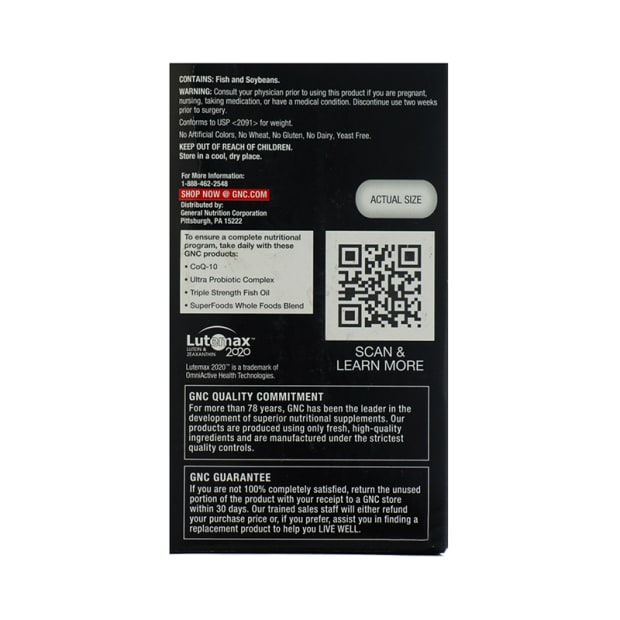 CONTAINS: Fish and Soybeans.
WARNING: Consult your physician prior to using this product if you are pregnant,
nursing, taking medication, or have a medical condition. Discontinue use two weeks
prior to surgery.
Conforms to USP <2091> for weight.
No Artificial Colors, No Wheat, No Gluten, No Dairy, Yeast Free.
KEEP OUT OF REACH OF CHILDREN.
Store in a cool, dry place.
For More Information:
1-888-462-2548
SHOP NOW @ GNC.COM
Distributed by:
General Nutrition Corporation
Pittsburgh, PA 15222
ACTUAL SIZE
To ensure a complete nutritional
program, take daily with these
GNC products:
• CoQ-10
• Ultra Probiotic Complex
• Triple Strength Fish Oil
• SuperFoods Whole Foods Blend
Lutemax™
LUTEIN &
ZEAXANTHIN 2020
Lutemax 2020™ is a trademark of
OmniActive Health Technologies.
SCAN &
LEARN MORE
GNC QUALITY COMMITMENT
For more than 78 years, GNC has been the leader in the
development of superior nutritional supplements. Our
products are produced using only fresh, high-quality
ingredients and are manufactured under the strictest
quality controls.
GNC GUARANTEE
If you are not 100% completely satisfied, return the unused
portion of the product with your receipt to a GNC store
within 30 days. Our trained sales staff will either refund
your purchase price or, if you prefer, assist you in finding a
replacement product to help you LIVE WELL.